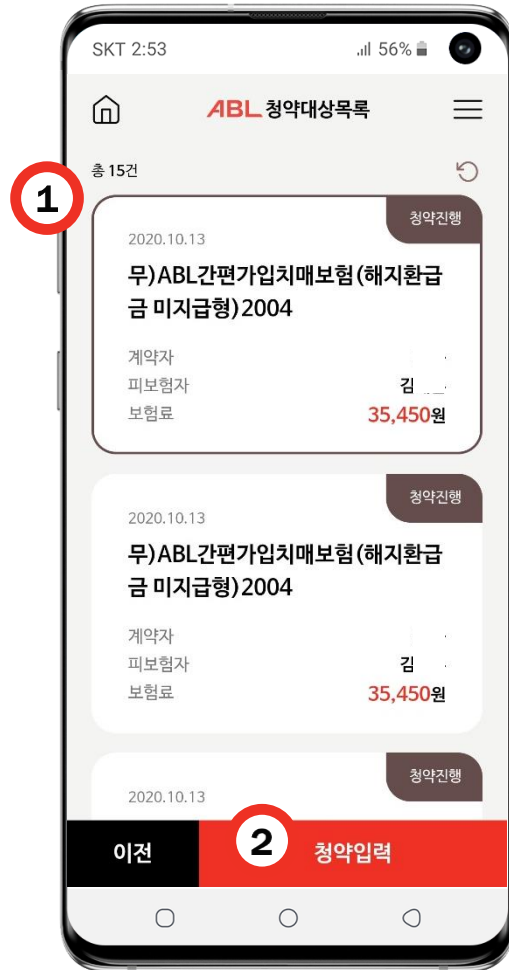 SKT 2:53 56%
ABL 청약대상목록
총 15건
1
청약진행
2020.10.13
무)ABL간편가입치매보험(해지환급
금 미지급형)2004
계약자
피보험자 김
보험료 35,450원
청약진행
2020.10.13
무)ABL간편가입치매보험(해지환급
금 미지급형)2004
계약자
피보험자 김
보험료 35,450원
청약진행
2020.10.13
이전 2 청약입력